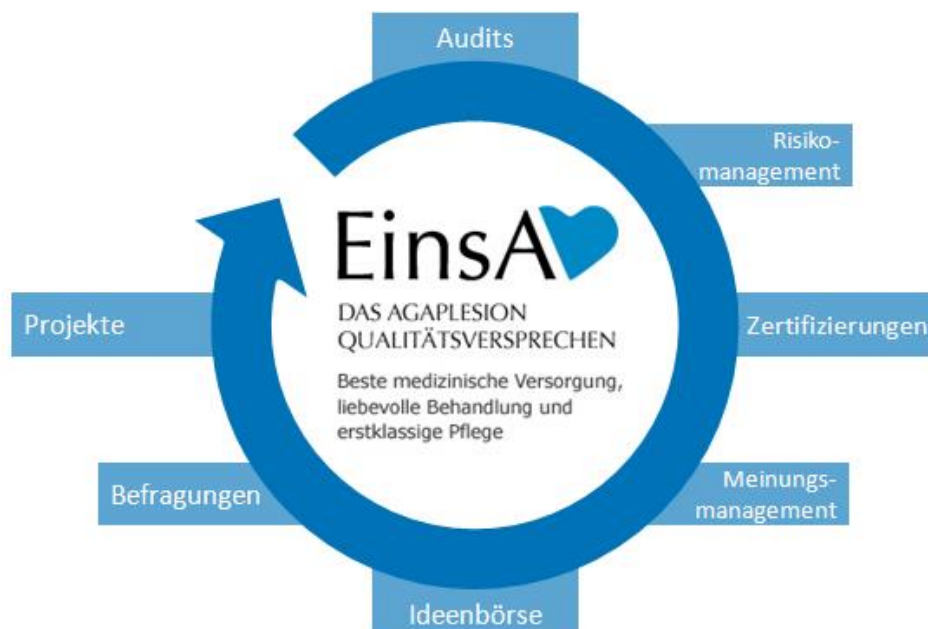 Audits
Risiko-
management
EinsA
DAS AGAPLESION
QUALITÄTSVERSPRECHEN
Beste medizinische Versorgung,
liebevolle Behandlung und
erstklassige Pflege
Projekte
Zertifizierungen
Befragungen
Meinungs-
management
Ideenbörse